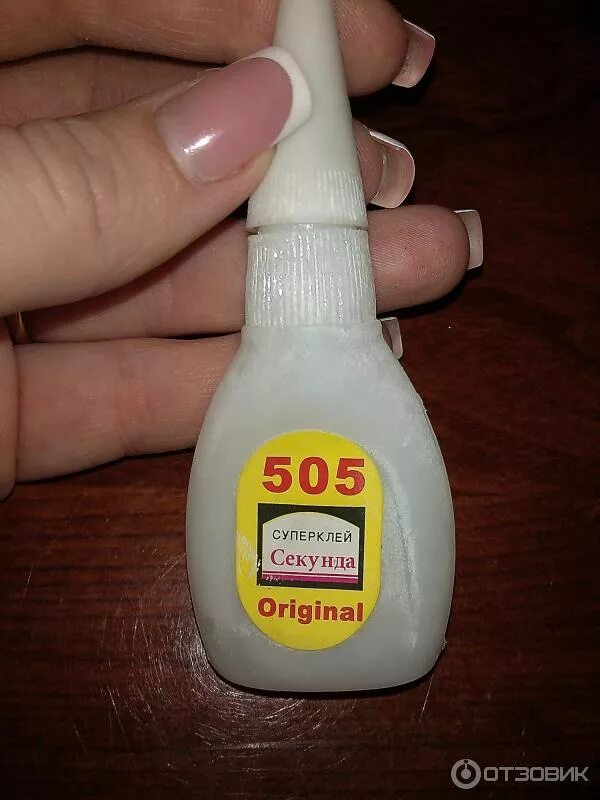 505
СУПЕРКЛЕЙ
Секунда
Original
ОТЗОВИК